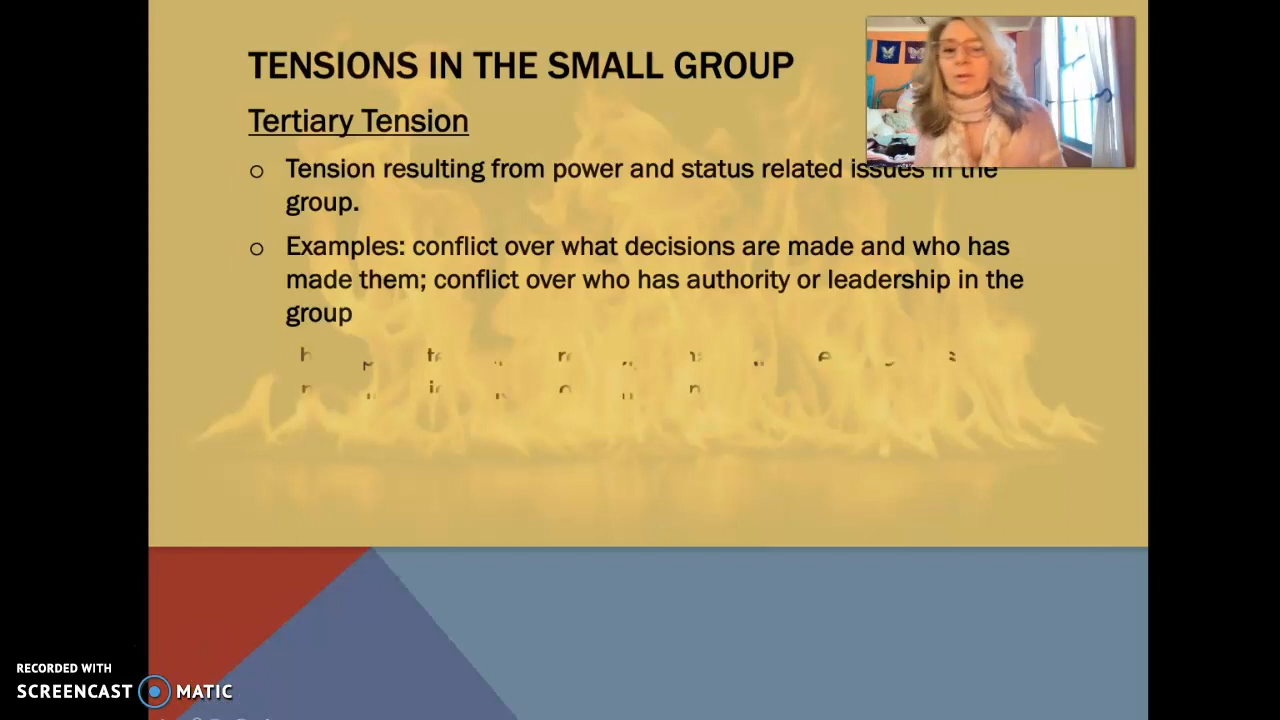 TENSIONS IN THE SMALL GROUP
Tertiary Tension
o Tension resulting from power and status related issues in the
group.
o Examples: conflict over what decisions are made and who has
made them; conflict over who has authority or leadership in the
group
RECORDED WITH
SCREENCAST MATIC